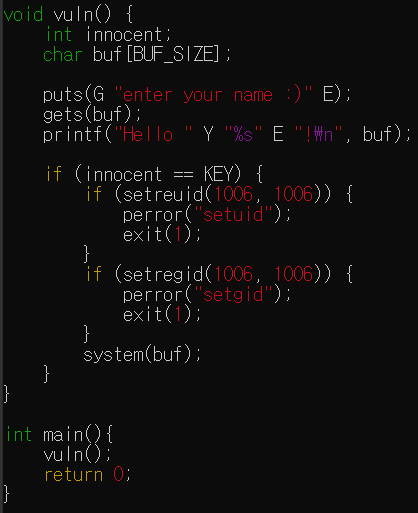 void vuln() {
    int innocent;
    char buf[BUF_SIZE];

    puts(G "enter your name :)" E);
    gets(buf);
    printf("Hello " Y "%s" E "!₩n", buf);

    if (innocent == KEY) {
        if (setreuid(1006, 1006)) {
            perror("setuid");
            exit(1);
        }
        if (setregid(1006, 1006)) {
            perror("setgid");
            exit(1);
        }
        system(buf);
    }
}

int main(){
    vuln();
    return 0;
}